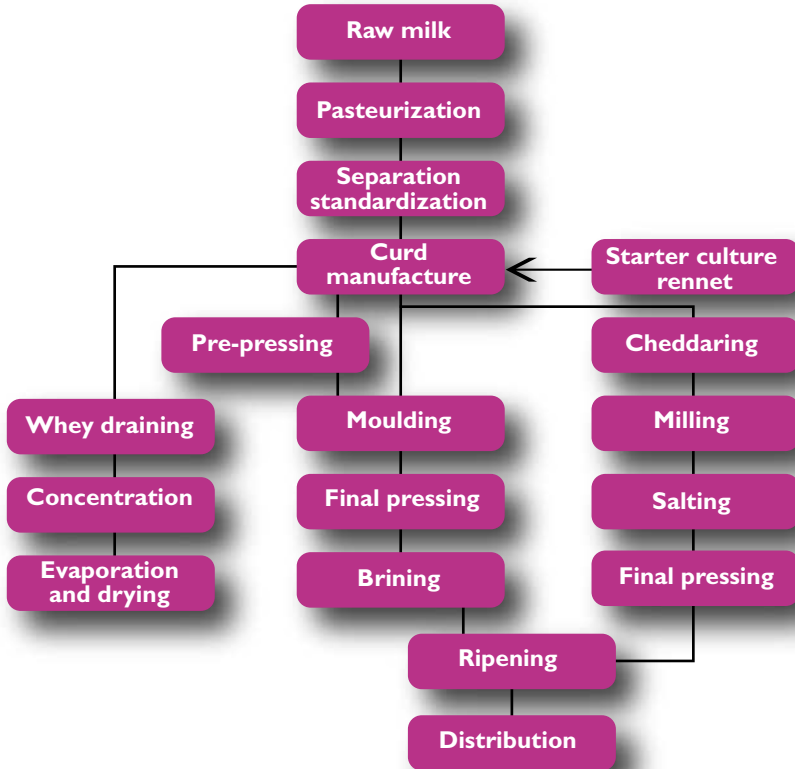 Raw milk
Pasteurization
Separation
standardization
Curd
manufacture
Starter culture
rennet
Pre-pressing
Cheddaring
Whey draining
Moulding
Milling
Concentration
Final pressing
Salting
Evaporation
and drying
Brining
Final pressing
Ripening
Distribution